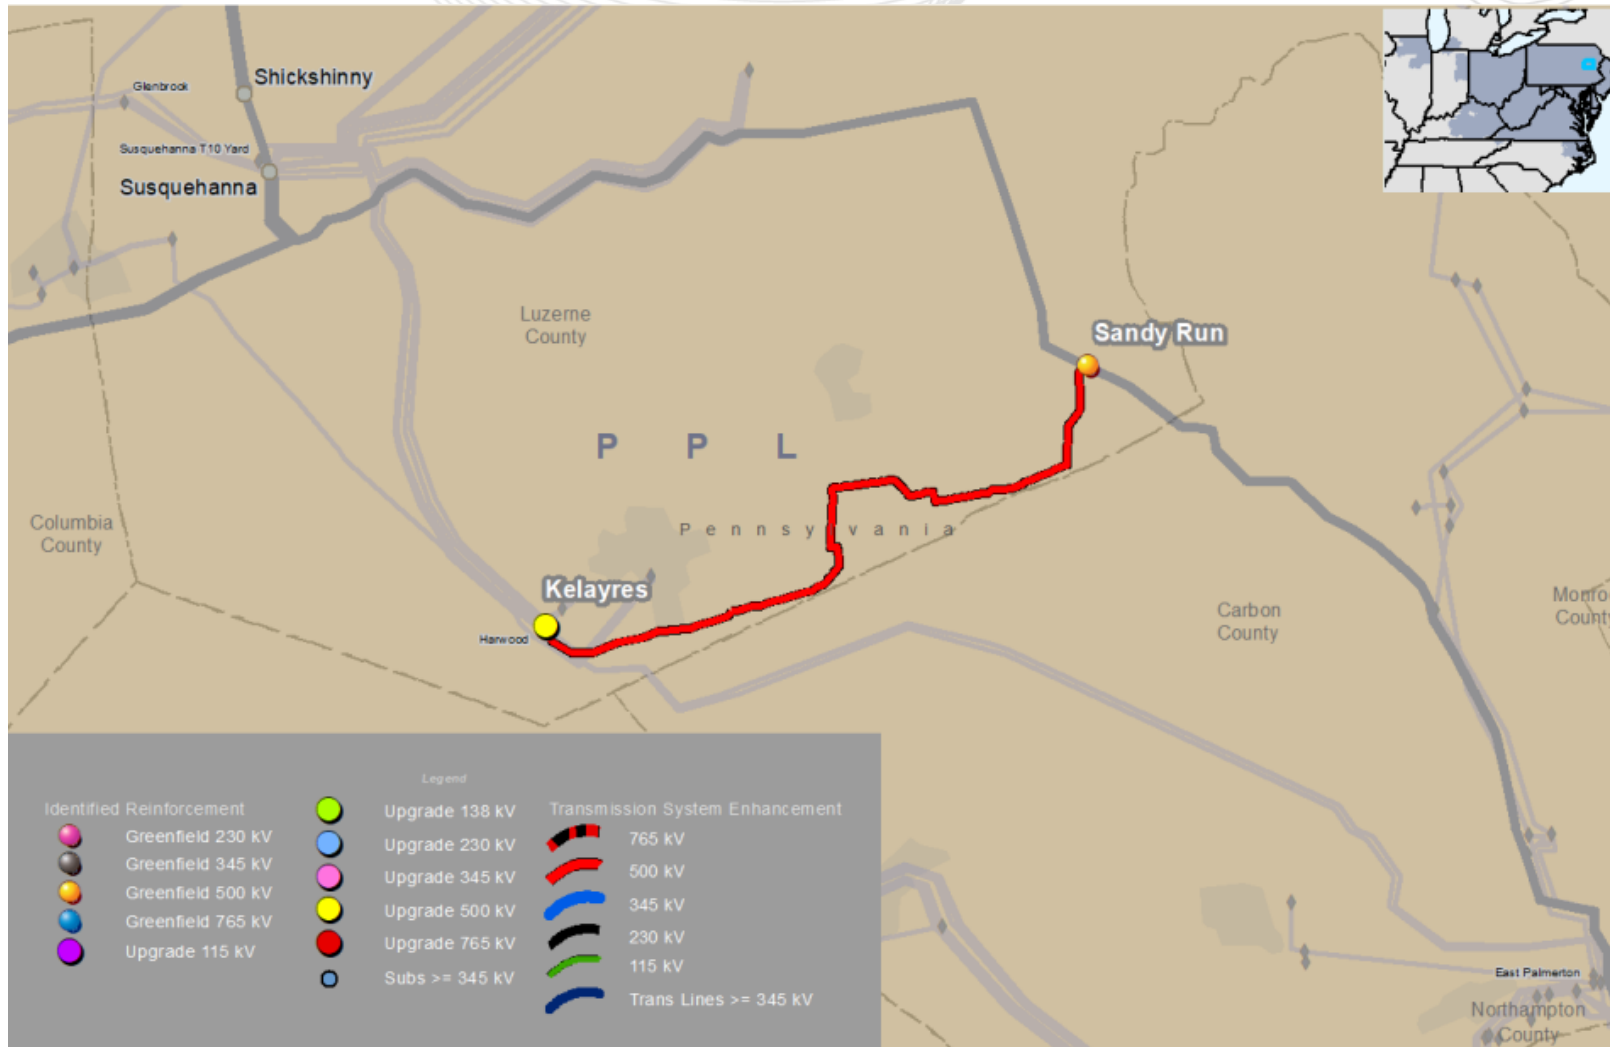 Glenbrook
Shickshinny
Susquehanna T10 Yard
Susquehanna
Luzerne
County
Sandy Run
P P L
Columbia
County
Pennsylvania
Kelayres
Harwood
Carbon
County
Monro
County
Legend
Identified Reinforcement
Greenfield 230 kV
Greenfield 345 kV
Greenfield 500 kV
Greenfield 765 kV
Upgrade 115 kV
Upgrade 138 kV
Upgrade 230 kV
Upgrade 345 kV
Upgrade 500 kV
Upgrade 765 kV
Subs >= 345 kV
Transmission System Enhancement
765 kV
500 kV
345 kV
230 kV
115 kV
Trans Lines >= 345 kV
East Palmerton
Northampton
County